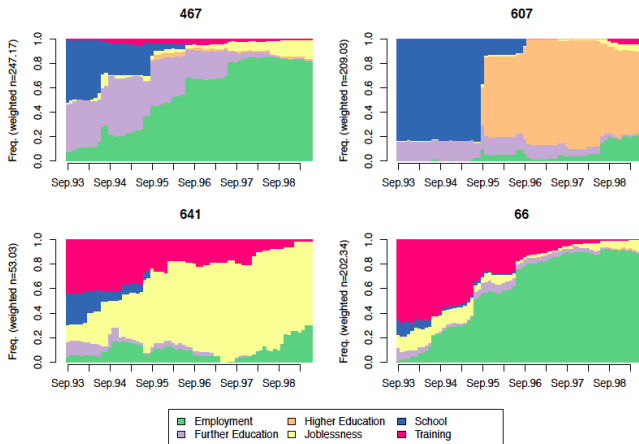 467
607
Freq. (weighted n=247.17)
1.0
0.8
0.6
0.4
0.2
0.0
Sep.93 Sep.94 Sep.95 Sep.96 Sep.97 Sep.98
Freq. (weighted n=209.03)
1.0
0.8
0.6
0.4
0.2
0.0
Sep.93 Sep.94 Sep.95 Sep.96 Sep.97 Sep.98
641
66
Freq. (weighted n=53.03)
1.0
0.8
0.6
0.4
0.2
0.0
Sep.93 Sep.94 Sep.95 Sep.96 Sep.97 Sep.98
Freq. (weighted n=202.34)
1.0
0.8
0.6
0.4
0.2
0.0
Sep.93 Sep.94 Sep.95 Sep.96 Sep.97 Sep.98
Employment Higher Education School
Further Education Joblessness Training